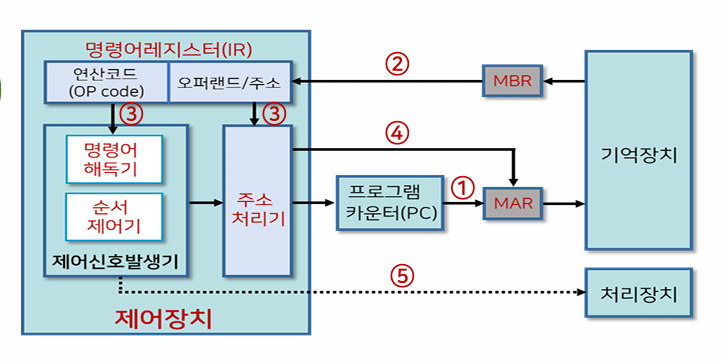 명령어레지스터(IR)
연산코드
(OP code)
오퍼랜드/주소
②
MBR
③
③
명령어
해독기
④
기억장치
순서
제어기
주소
처리기
프로그램
카운터(PC)
①
MAR
제어신호발생기
⑤
처리장치
제어장치